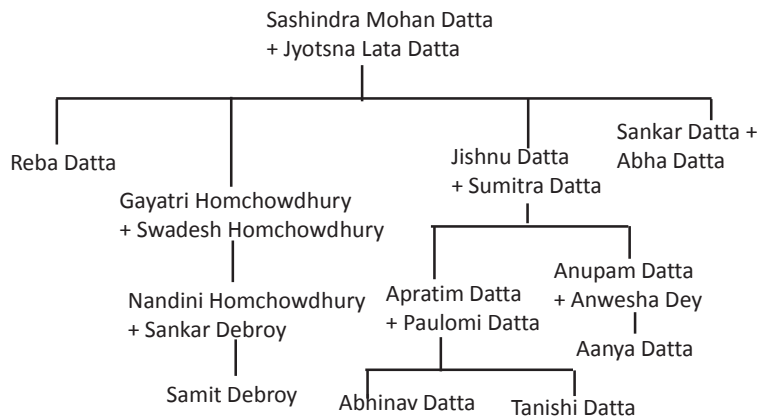 Sashindra Mohan Datta
+ Jyotsna Lata Datta
Reba Datta
Gayatri Homchowdhury
+ Swadesh Homchowdhury
Jishnu Datta
+ Sumitra Datta
Sankar Datta +
Abha Datta
Nandini Homchowdhury
+ Sankar Debroy
Apratim Datta
+ Paulomi Datta
Anupam Datta
+ Anwesha Dey
Aanya Datta
Samit Debroy
Abhinav Datta
Tanishi Datta